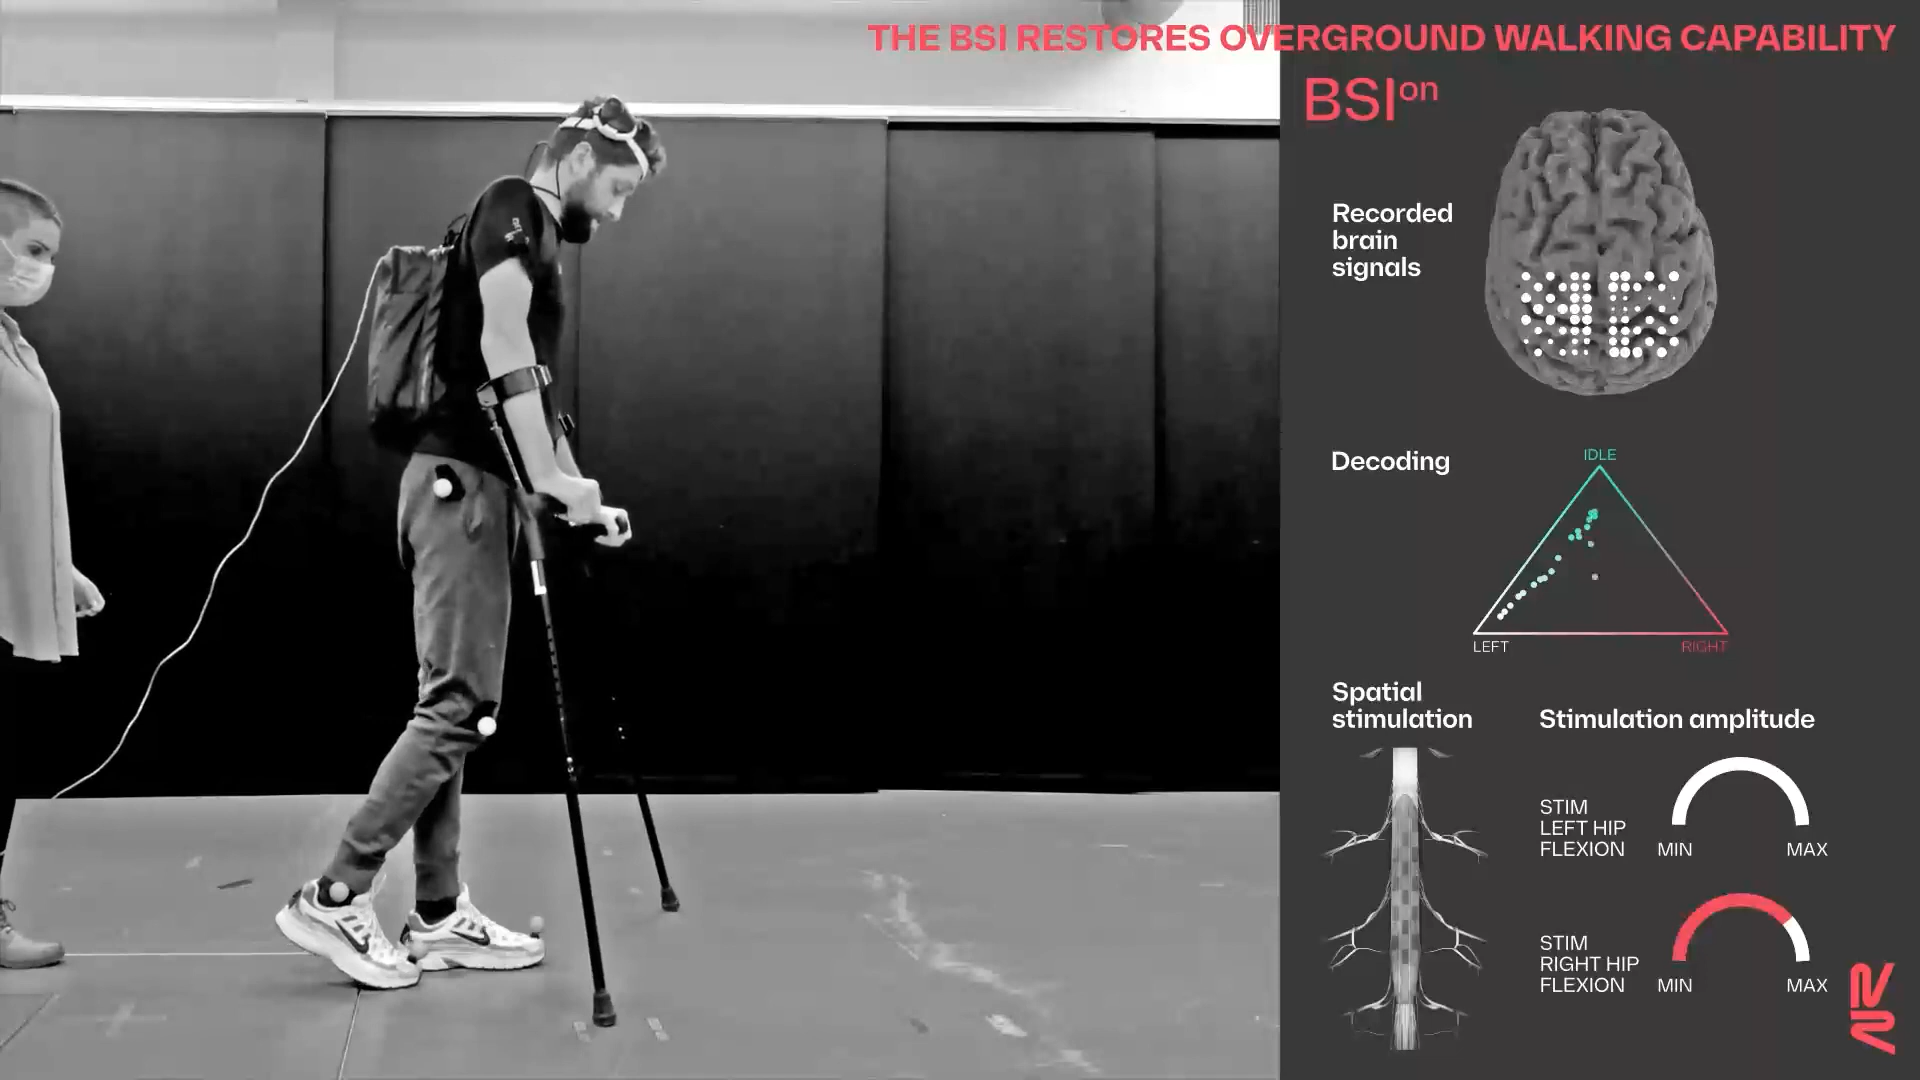 THE BSI RESTORES OVERGROUND WALKING CAPABILITY
BSIon
Recorded
brain
signals
Decoding
IDLE
LEFT
RIGHT
Spatial
stimulation
Stimulation amplitude
STIM
LEFT HIP
FLEXION
MIN
MAX
STIM
RIGHT HIP
FLEXION
MIN
MAX